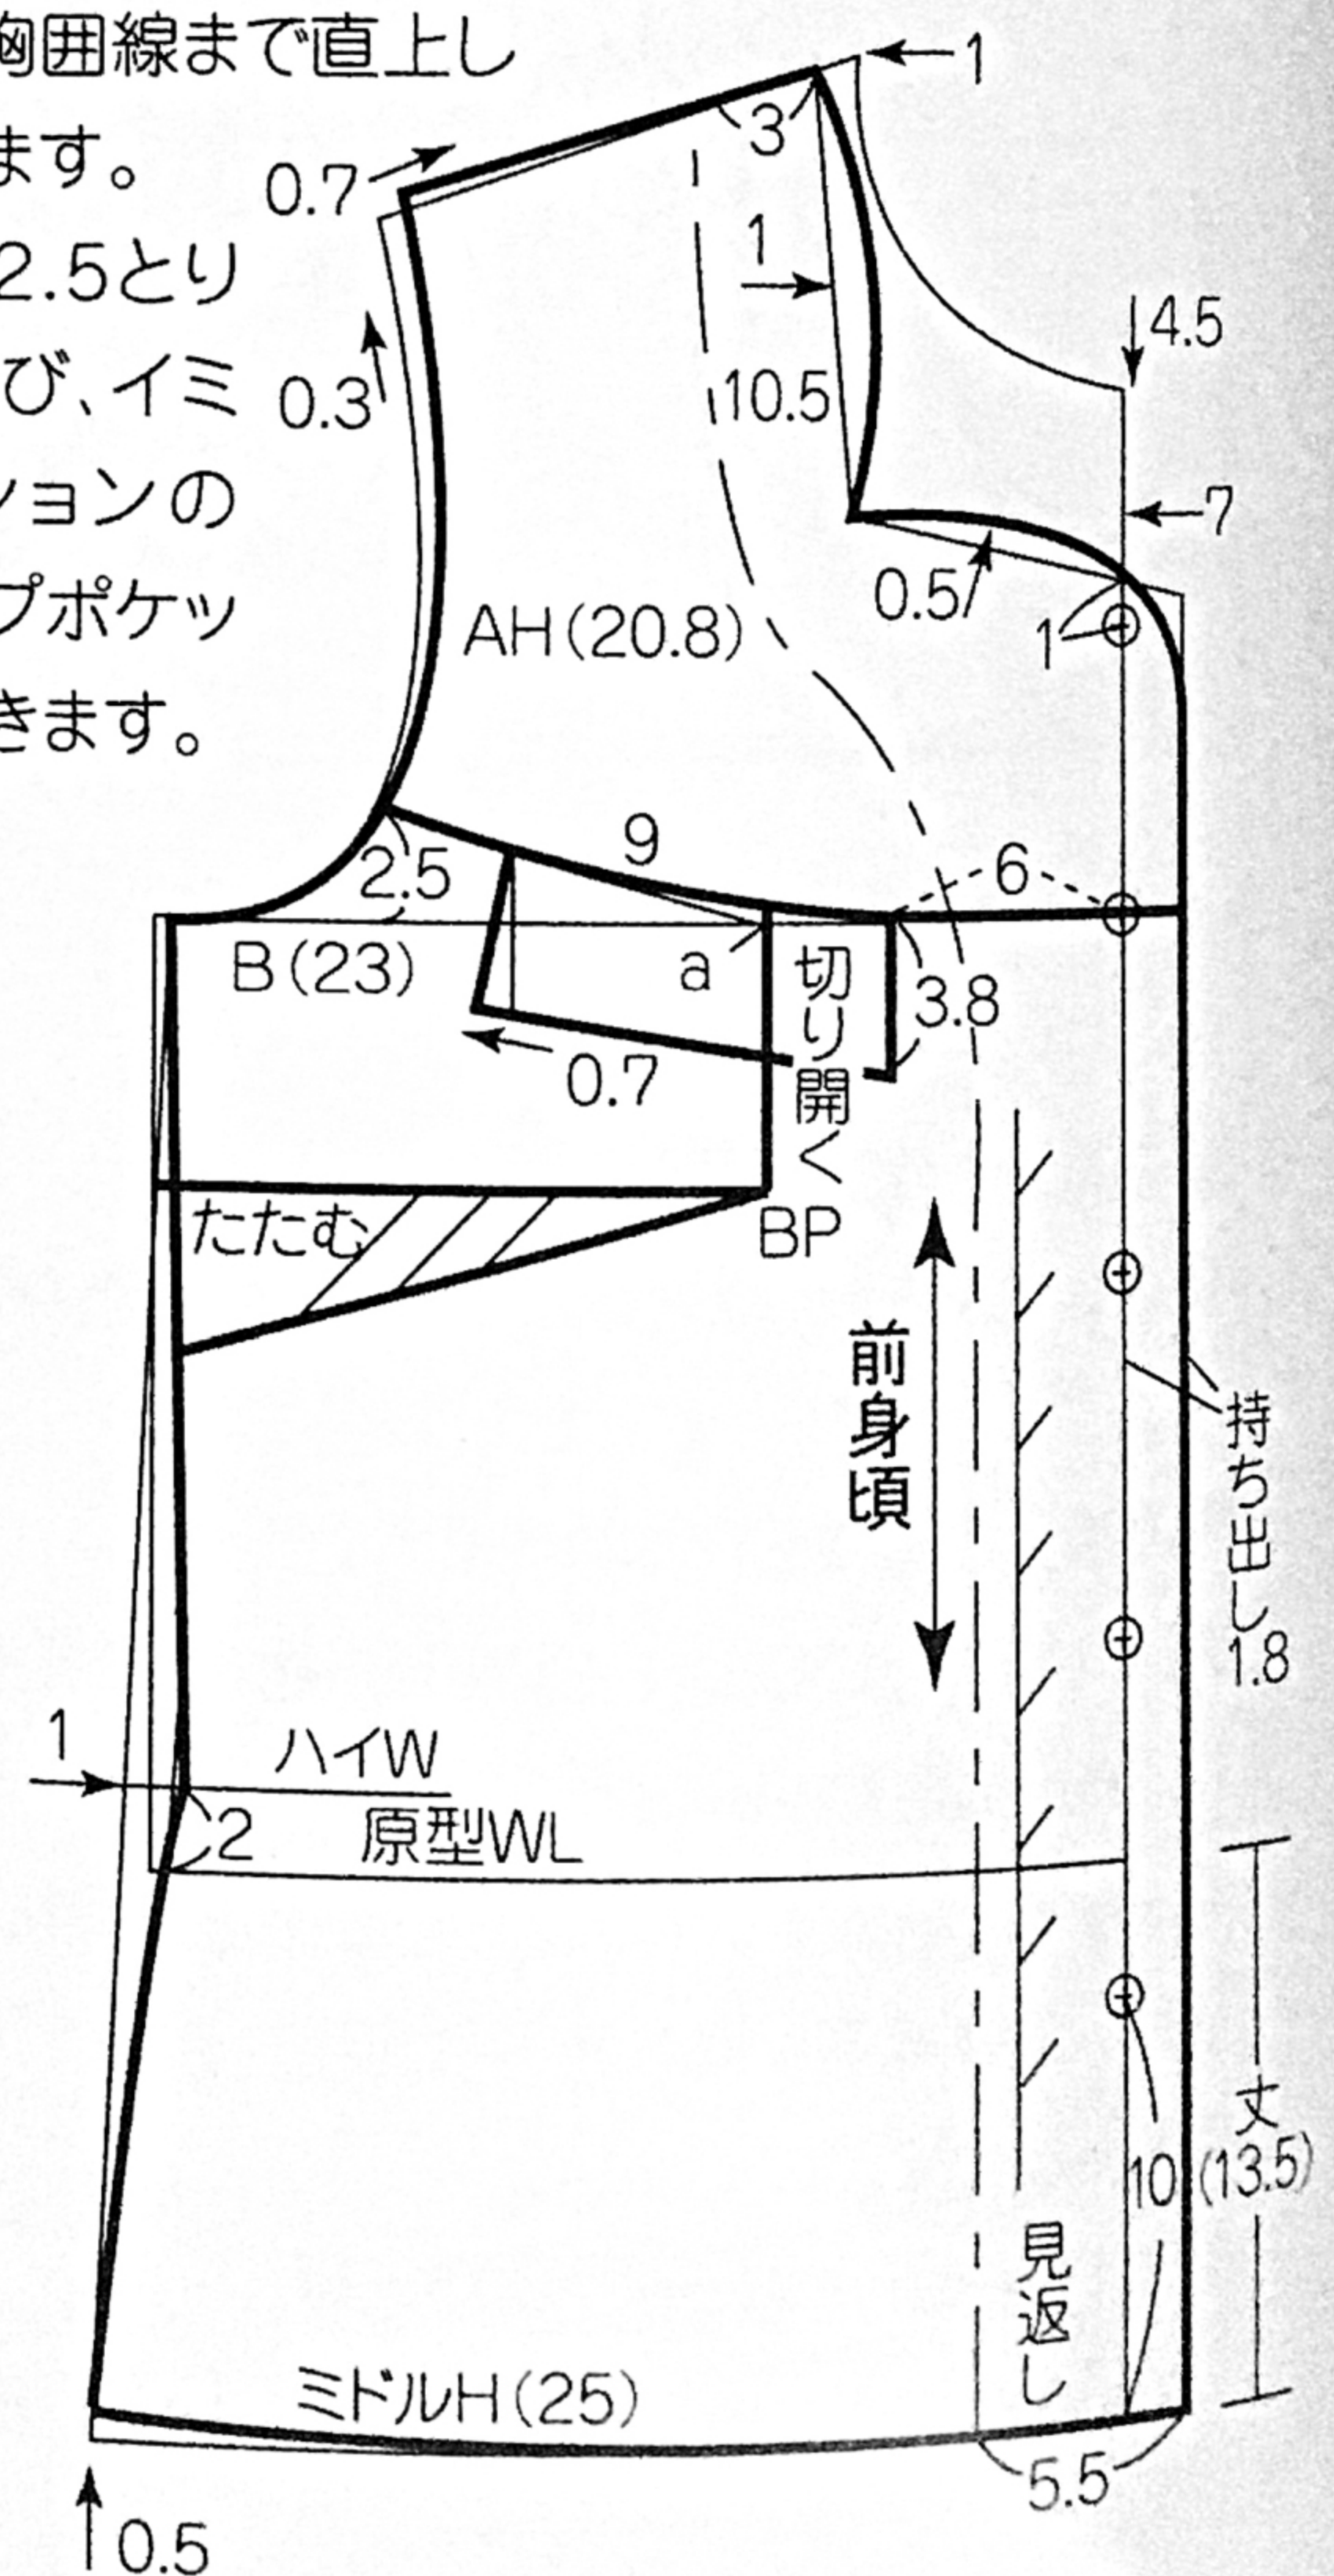 胸囲線まで直上し
ます。
2.5とり
び、イミ
ションの
プポケッ
きます。
1
3
0.7
1
0.3
4.5
10.5
7
0.5
1
AH(20.8)
2.5
9
6
B(23)
a
切り開く
3.8
0.7
たたむ
BP
前身頃
持ち出し
1.8
1
ハイW
2
原型WL
丈
(13.5)
10
見返し
ミドルH(25)
5.5
0.5